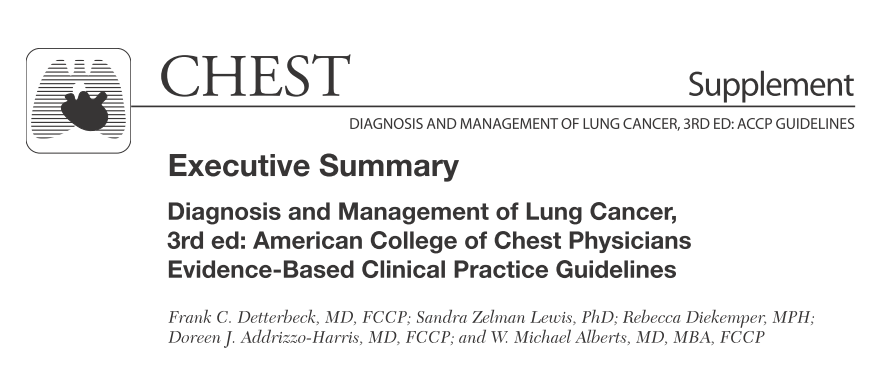 CHEST
Supplement
DIAGNOSIS AND MANAGEMENT OF LUNG CANCER, 3RD ED: ACCP GUIDELINES
Executive Summary
Diagnosis and Management of Lung Cancer,
3rd ed: American College of Chest Physicians
Evidence-Based Clinical Practice Guidelines
Frank C. Detterbeck, MD, FCCP; Sandra Zelman Lewis, PhD; Rebecca Diekemper, MPH;
Doreen J. Addrizzo-Harris, MD, FCCP; and W. Michael Alberts, MD, MBA, FCCP